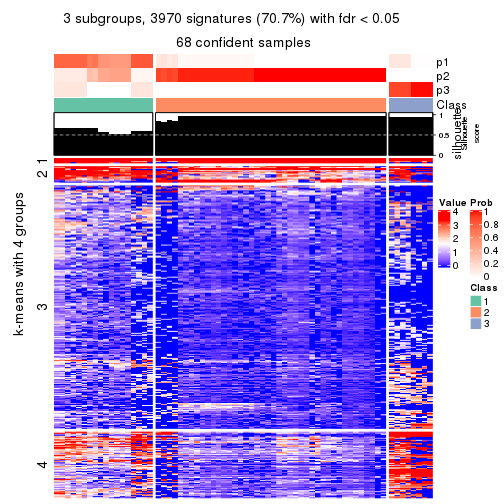 3 subgroups, 3970 signatures (70.7%) with fdr < 0.05
68 confident samples
p1
p2
p3
Class
1
0.5
0
silhouette
Silhouette
score
k-means with 4 groups
1
2
3
4
Value
4
3
2
1
0
Prob
1
0.8
0.6
0.4
0.2
0
Class
1
2
3